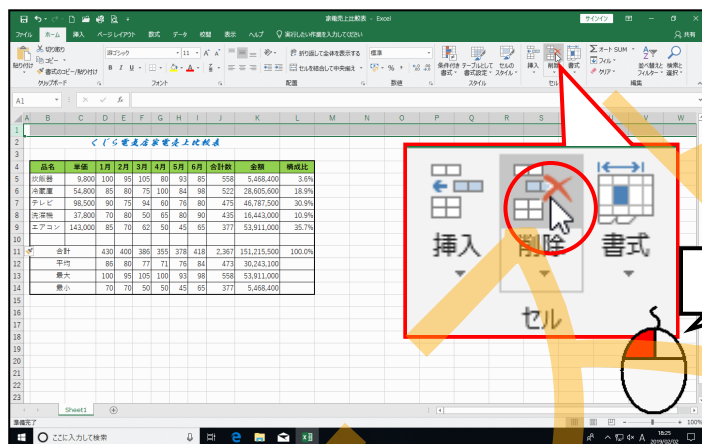 家電売上比較表 - Excel
サインイン
ファイル ホーム 挿入 ページ レイアウト 数式 データ 校閲 表示 ヘルプ 実行したい作業を入力してください 共有
切り取り
コピー
書式のコピー/貼り付け
貼り付け
クリップボード
游ゴシック 11
フォント
折り返して全体を表示する
セルを結合して中央揃え
配置
標準
数値
条件付き書式 テーブルとして書式設定 セルのスタイル
スタイル
挿入 削除 書式
オート SUM
フィル
クリア
並べ替えと フィルター 検索と 選択
編集
A1
A B C D E F G H I J K L M N O P Q R S T U V W
くじら電気店家電売上比較表
品名 単価 1月 2月 3月 4月 5月 6月 合計数 金額 構成比
炊飯器 9,800 100 95 105 80 93 85 558 5,468,400 3.6%
冷蔵庫 54,800 85 80 75 100 84 98 522 28,605,600 18.9%
テレビ 98,500 90 75 94 60 76 80 475 46,787,500 30.9%
洗濯機 37,800 70 80 50 65 80 90 435 16,443,000 10.9%
エアコン 143,000 85 70 62 50 45 65 377 53,911,000 35.7%
合計 430 400 386 355 378 418 2,367 151,215,500 100.0%
平均 86 80 77 71 76 84 473 30,243,100
最大 100 95 105 100 93 98 558 53,911,000
最小 70 70 50 50 45 65 377 5,468,400
挿入 削除 書式
セル
Sheet1
準備完了
100%
ここに入力して検索
18:25
2019/02/02